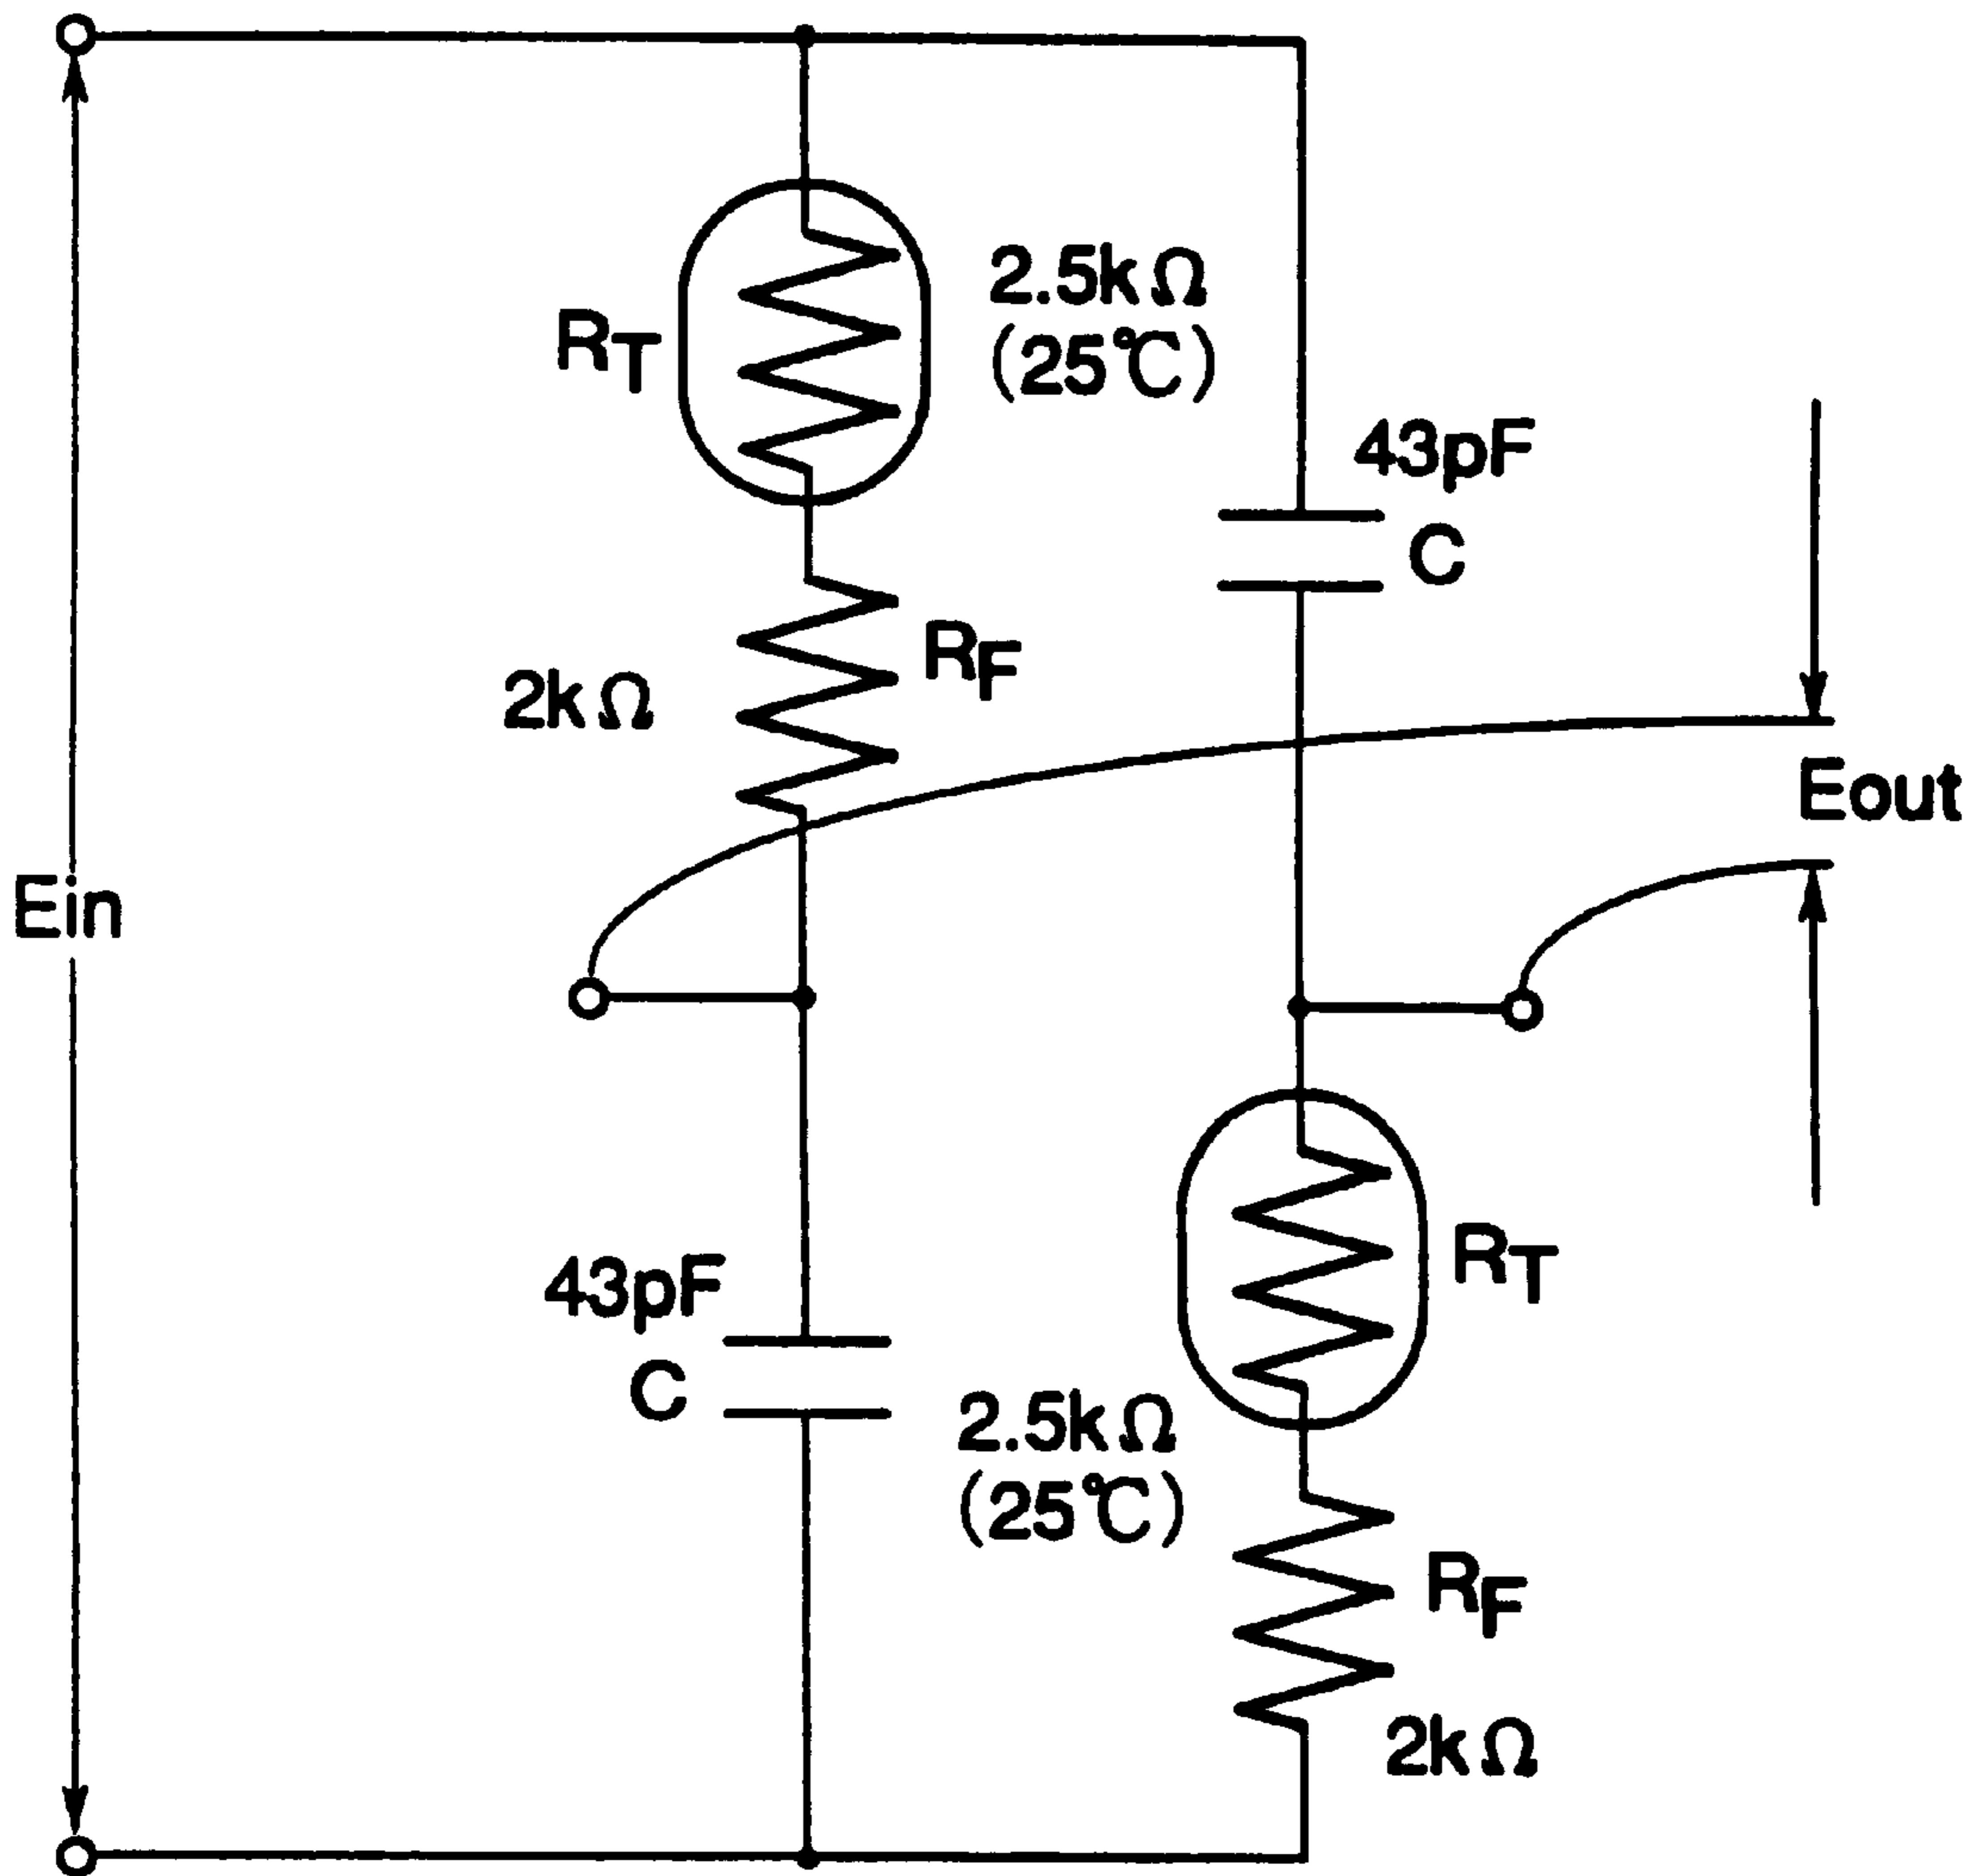 2.5kΩ
RT
(25℃)
43pF
C
RF
2kΩ
Eout
Ein
43pF
RT
C
2.5kΩ
(25℃)
RF
2kΩ